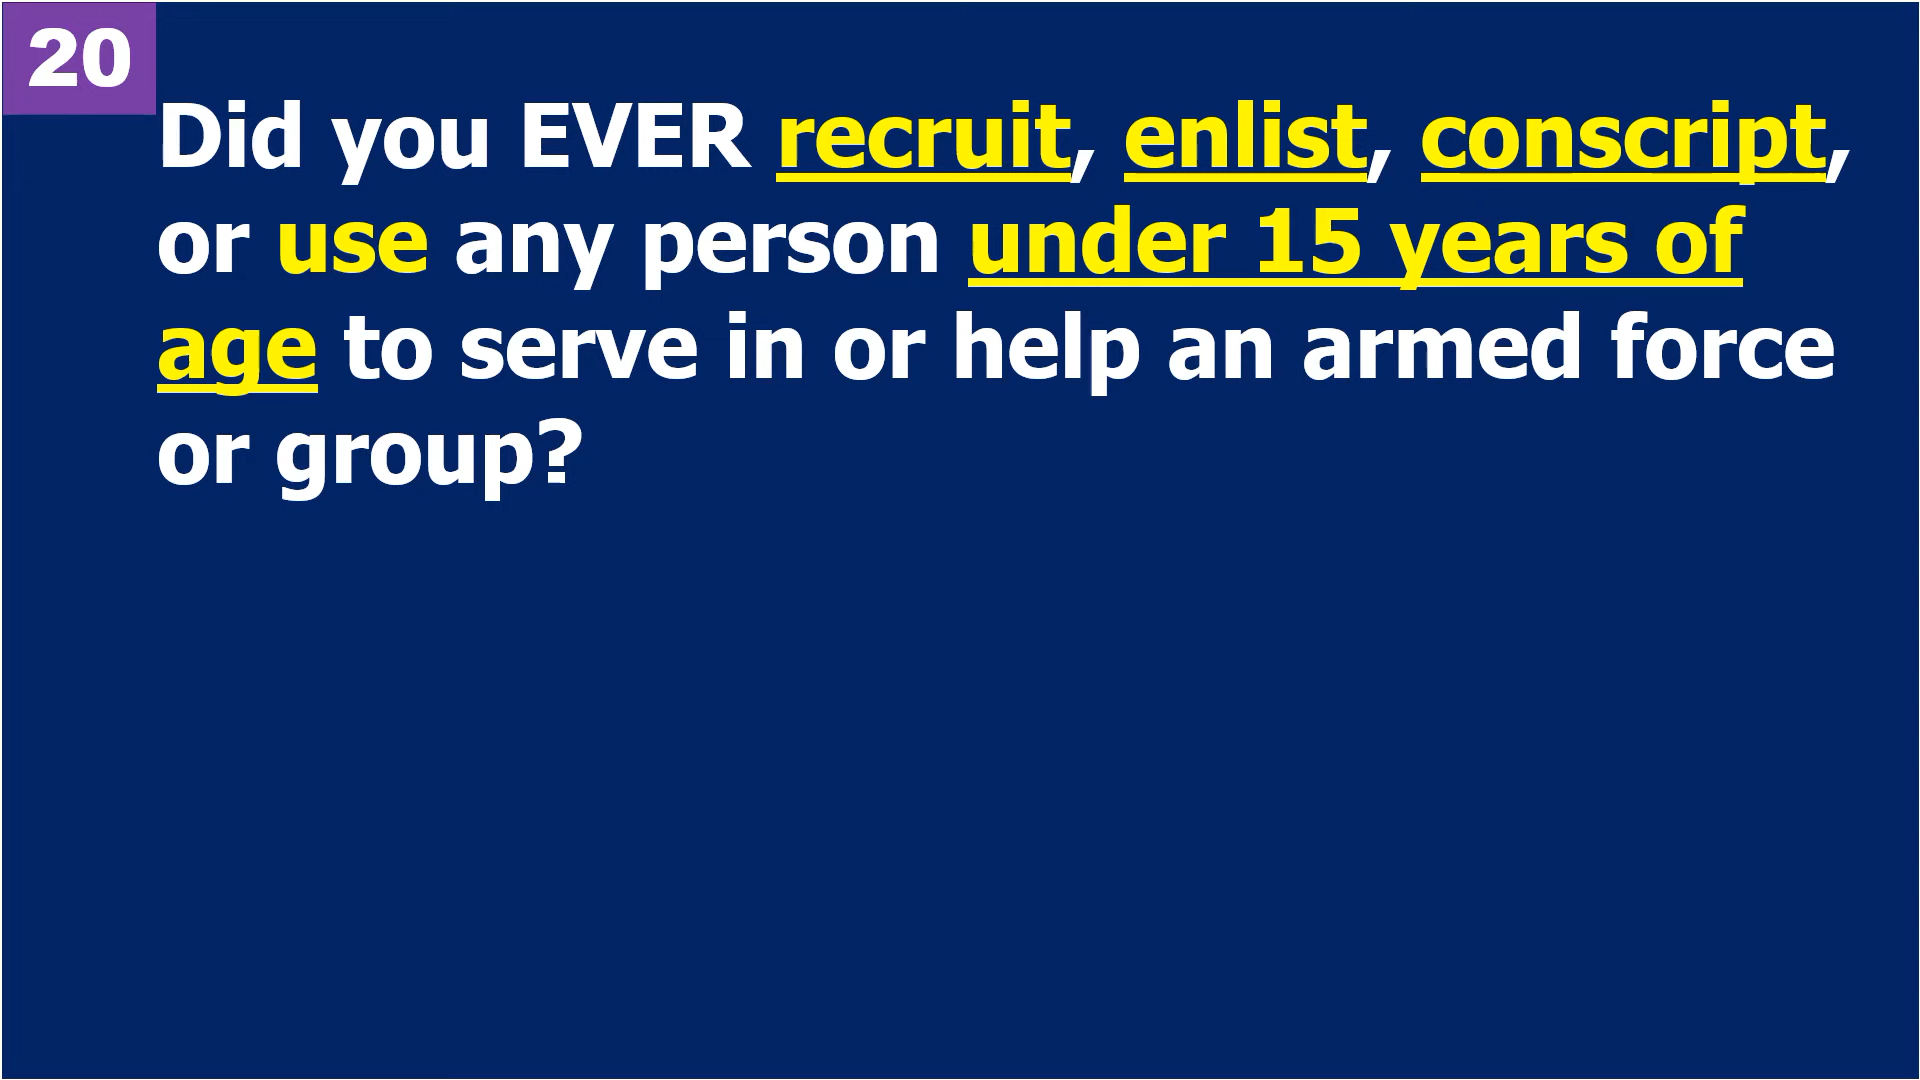 20
Did you EVER recruit, enlist, conscript,
or use any person under 15 years of
age to serve in or help an armed force
or group?